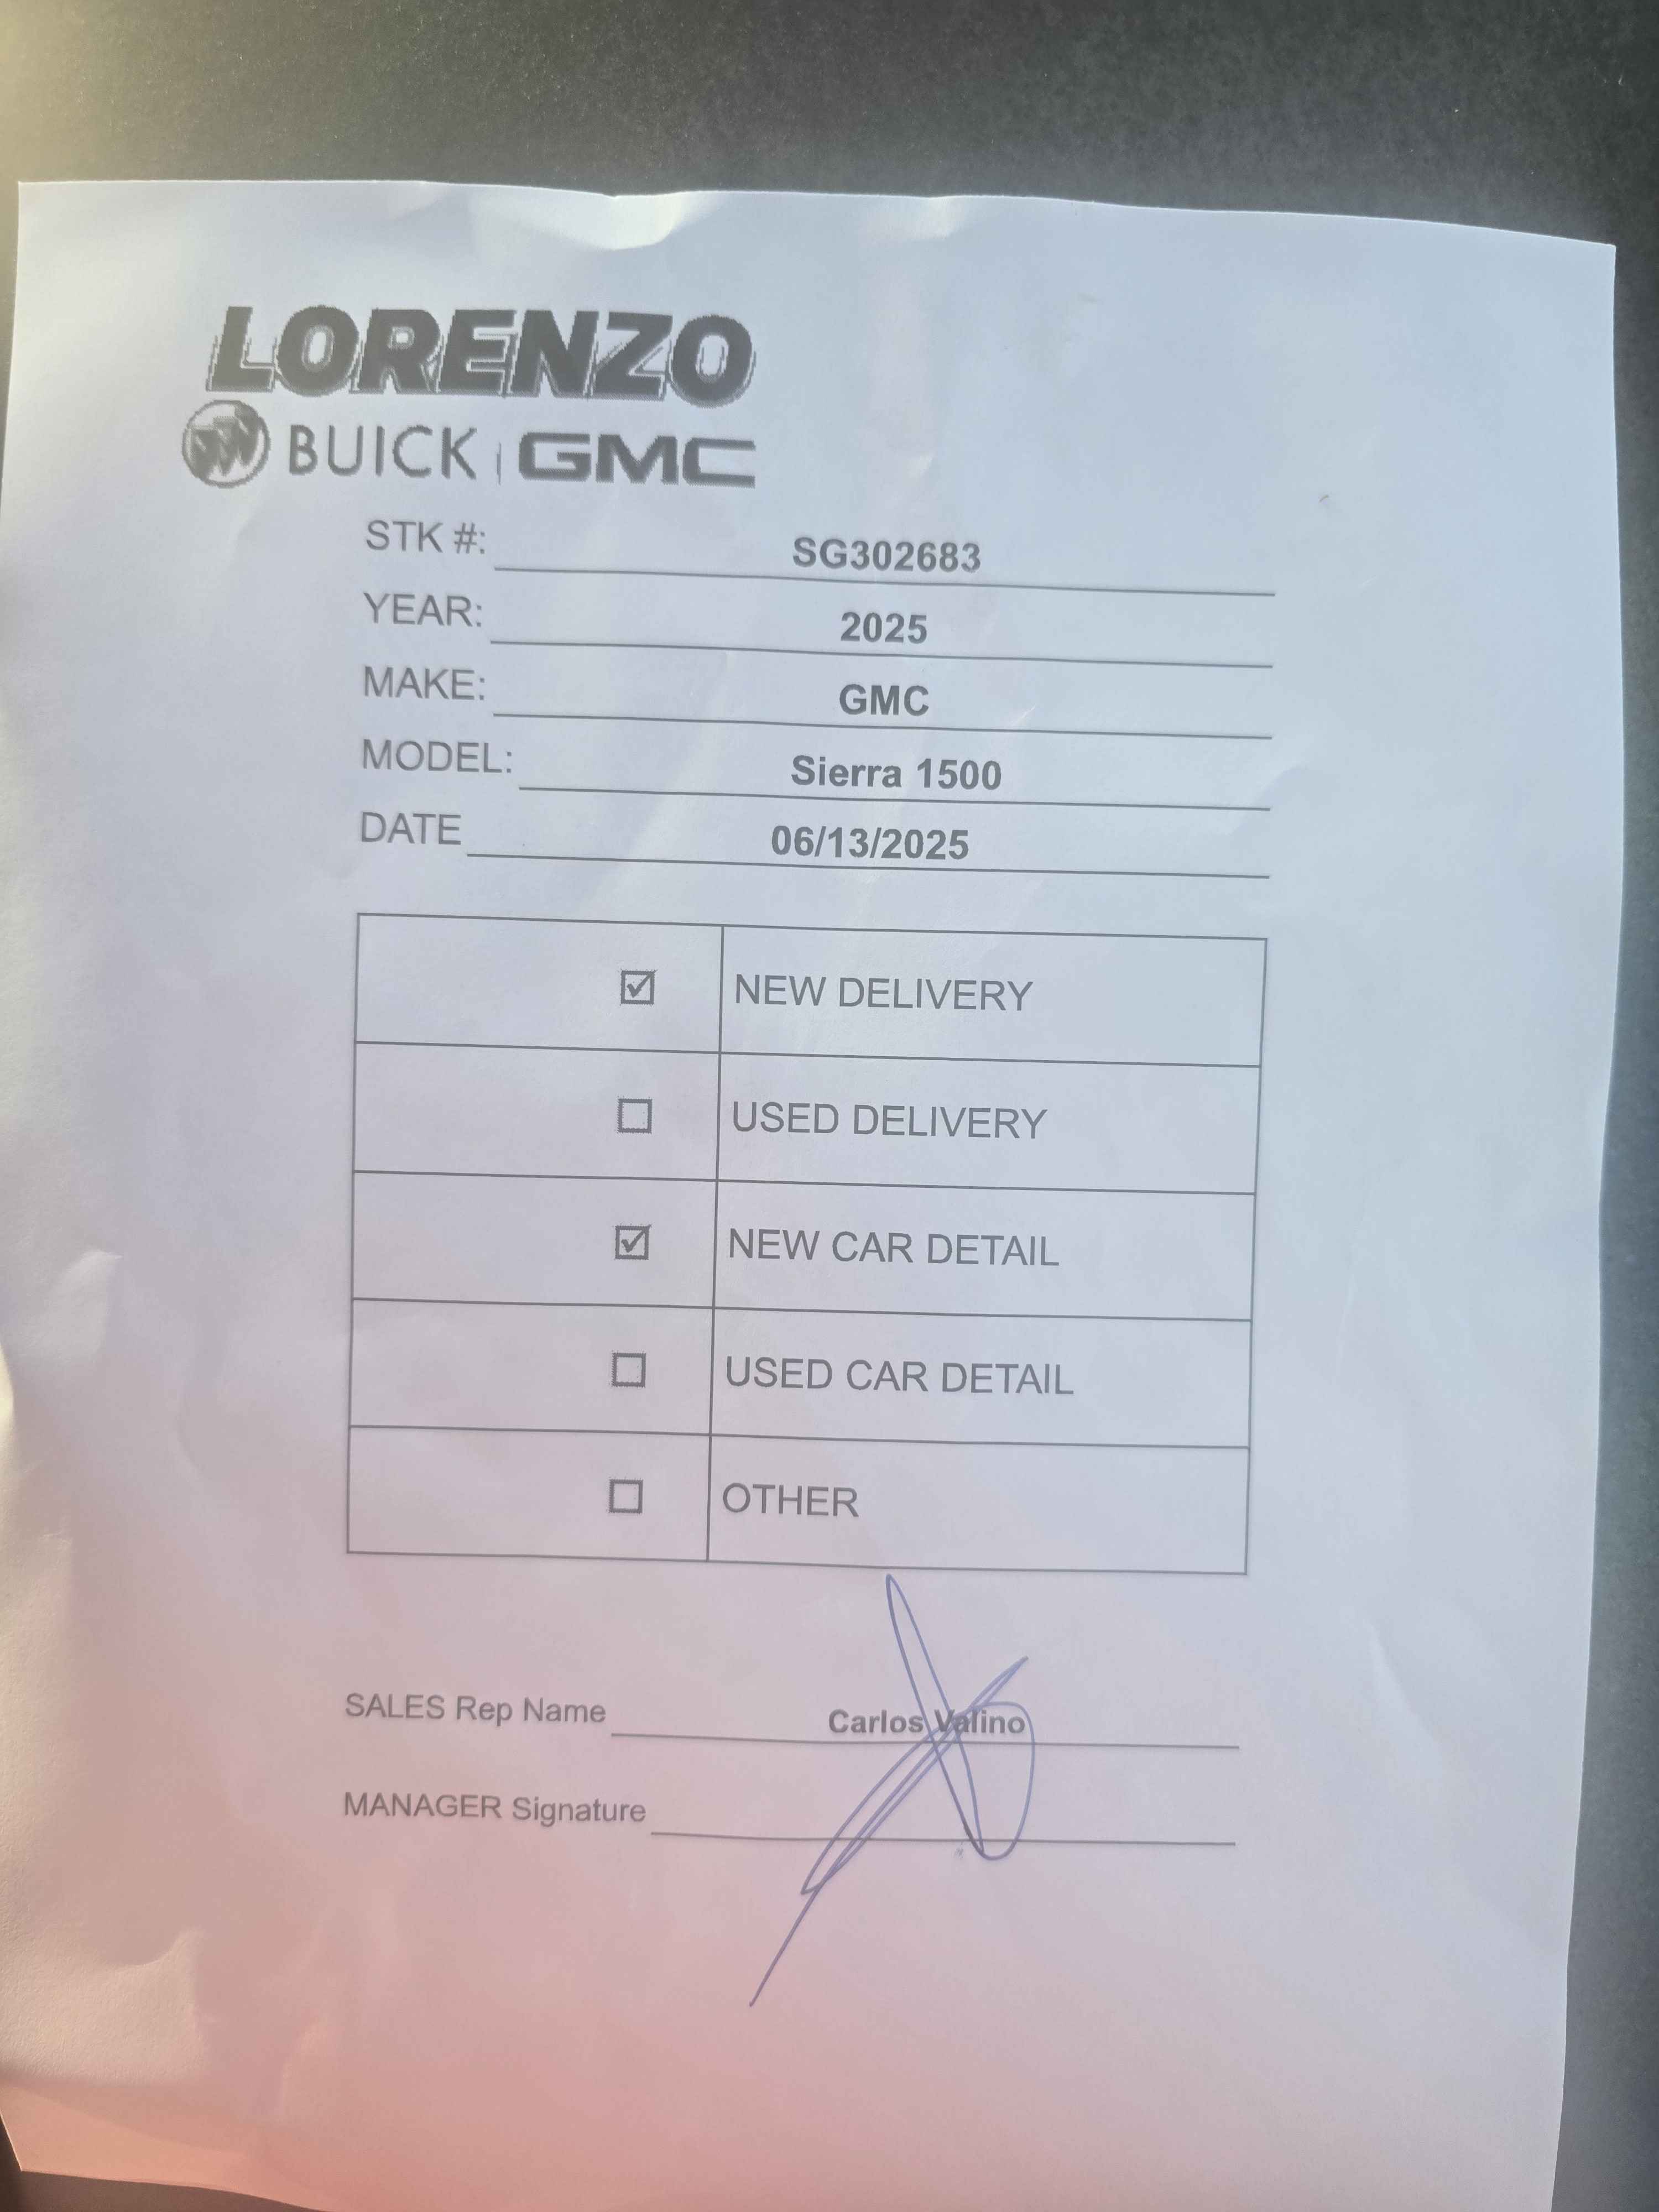 LORENZO
BUICK | GMC
STK #: SG302683
YEAR: 2025
MAKE: GMC
MODEL: Sierra 1500
DATE 06/13/2025
☑ NEW DELIVERY
☐ USED DELIVERY
☑ NEW CAR DETAIL
☐ USED CAR DETAIL
☐ OTHER
SALES Rep Name Carlos Valino
MANAGER Signature